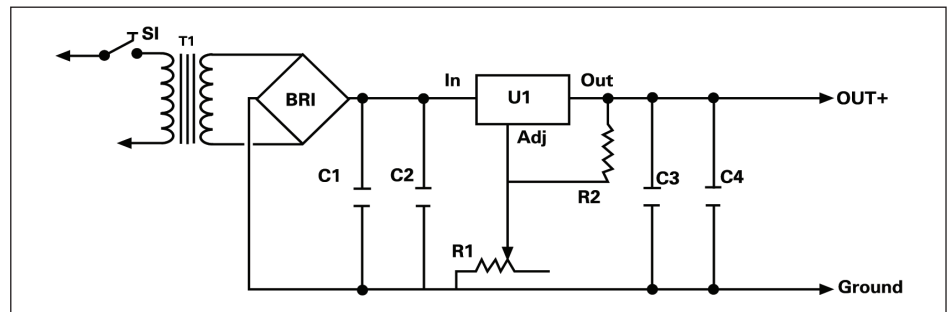 SI
T1
BRI
In
U1
Out
OUT+
Adj
C1
C2
R2
C3
C4
R1
Ground